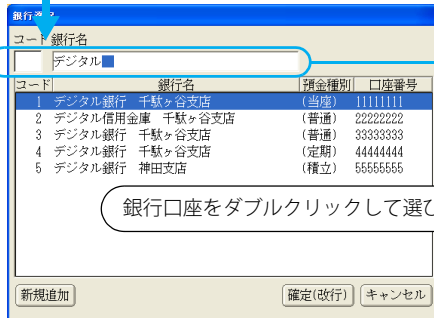 銀行
コード 銀行名
デジタル
コード 銀行名 預金種別 口座番号
1 デジタル銀行 千駄ヶ谷支店 (当座) 11111111
2 デジタル信用金庫 千駄ヶ谷支店 (普通) 22222222
3 デジタル銀行 千駄ヶ谷支店 (普通) 33333333
4 デジタル銀行 千駄ヶ谷支店 (定期) 44444444
5 デジタル銀行 神田支店 (積立) 55555555
銀行口座をダブルクリックして選び
新規追加 確定(改行) キャンセル